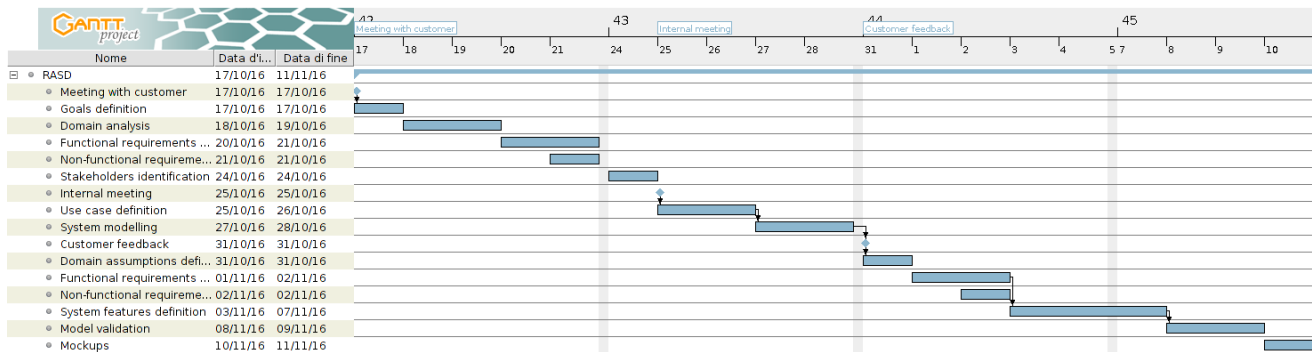 GANTT
project
42 43 44 45
Meeting with customer Internal meeting Customer feedback
17 18 19 20 21 24 25 26 27 28 31 1 2 3 4 5 7 8 9 10
Nome Data d'i... Data di fine
RASD 17/10/16 11/11/16
Meeting with customer 17/10/16 17/10/16
Goals definition 17/10/16 17/10/16
Domain analysis 18/10/16 19/10/16
Functional requirements ... 20/10/16 21/10/16
Non-functional requireme... 21/10/16 21/10/16
Stakeholders identification 24/10/16 24/10/16
Internal meeting 25/10/16 25/10/16
Use case definition 25/10/16 26/10/16
System modelling 27/10/16 28/10/16
Customer feedback 31/10/16 31/10/16
Domain assumptions defi... 31/10/16 31/10/16
Functional requirements ... 01/11/16 02/11/16
Non-functional requireme... 02/11/16 02/11/16
System features definition 03/11/16 07/11/16
Model validation 08/11/16 09/11/16
Mockups 10/11/16 11/11/16